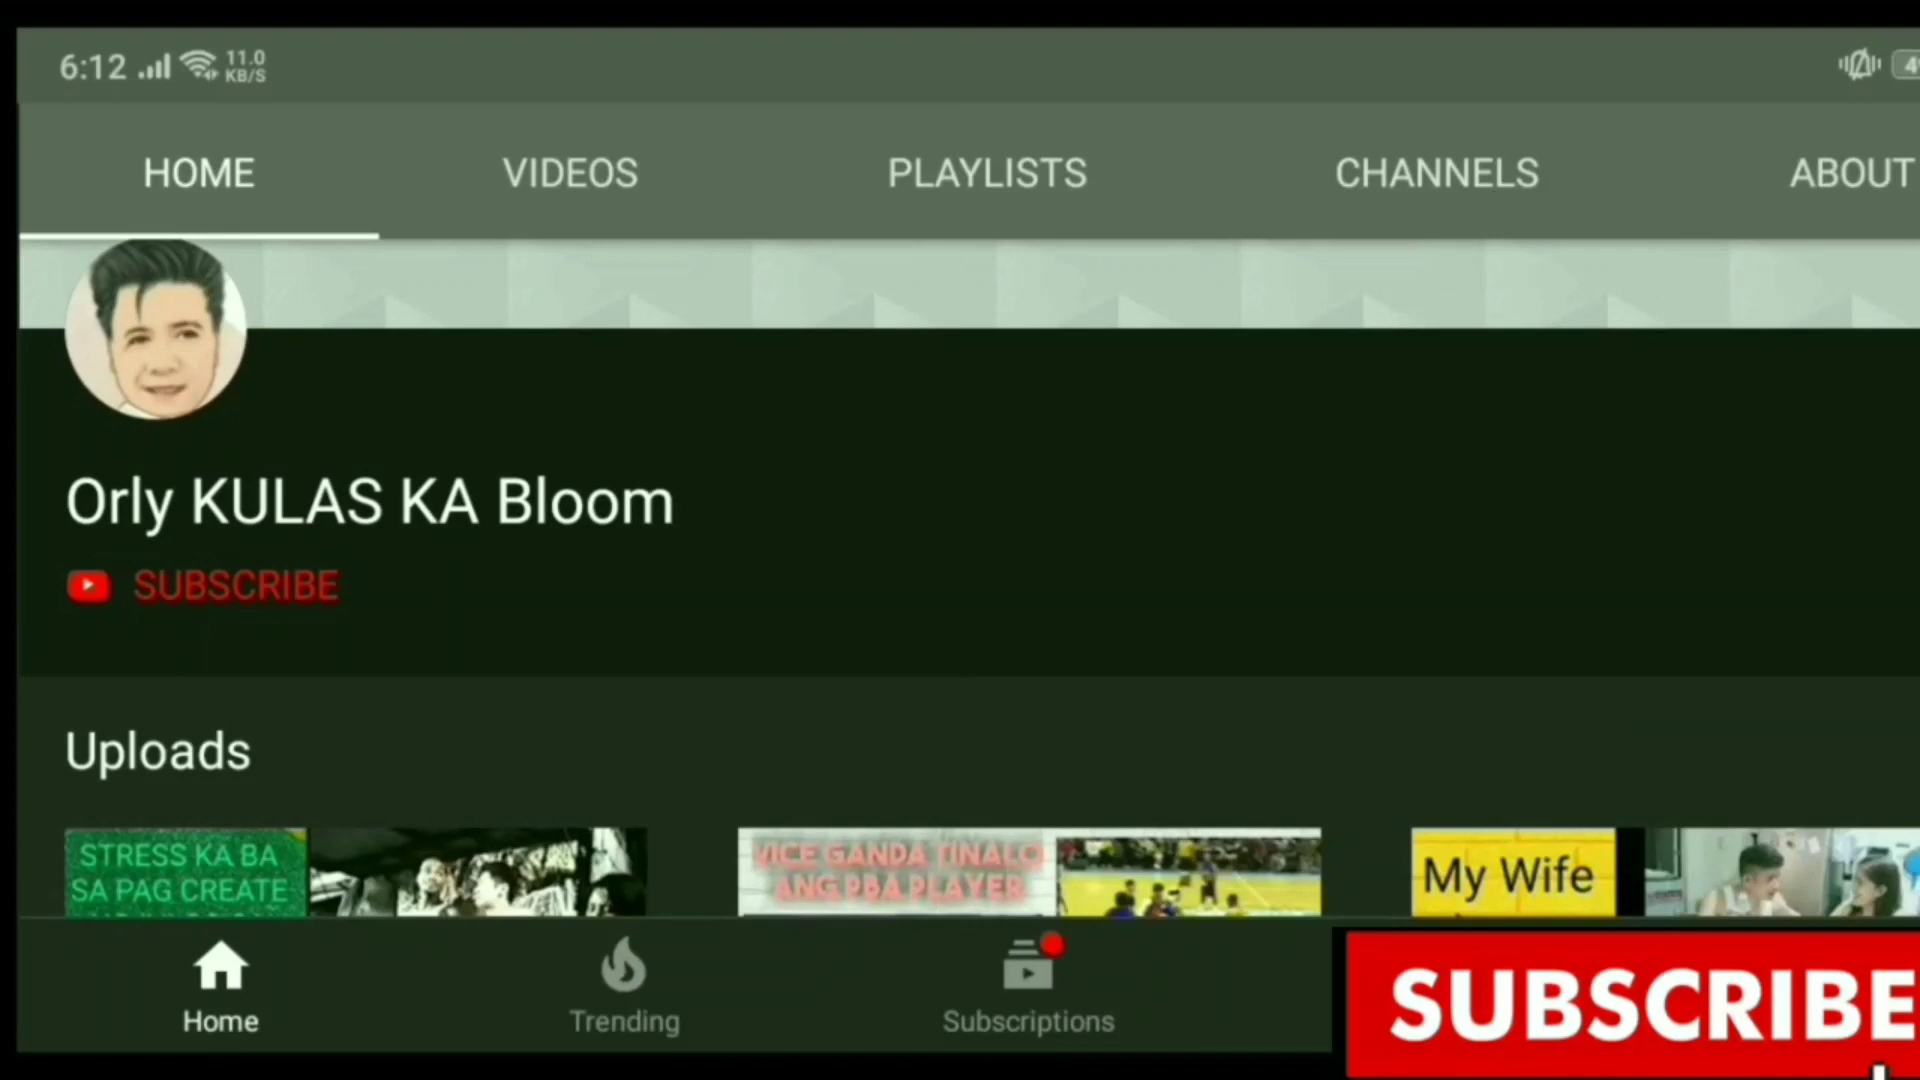 6:12 11.0 KB/S
HOME VIDEOS PLAYLISTS CHANNELS ABOUT
Orly KULAS KA Bloom
SUBSCRIBE
Uploads
STRESS KA BA
SA PAG CREATE
VICE GANDA TINALO
ANG PBA PLAYER
My Wife
Home Trending Subscriptions
SUBSCRIBE